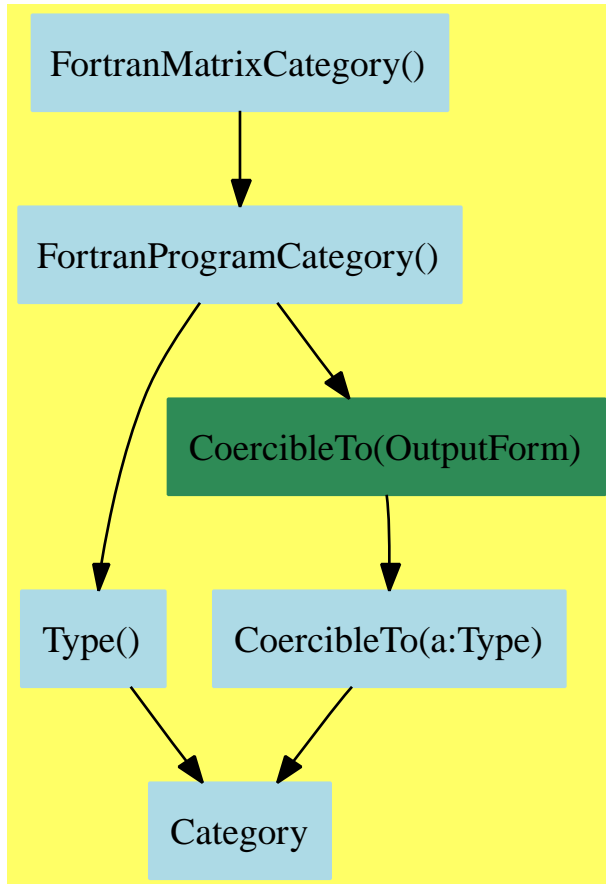 FortranMatrixCategory()
FortranProgramCategory()
CoercibleTo(OutputForm)
Type()
CoercibleTo(a:Type)
Category